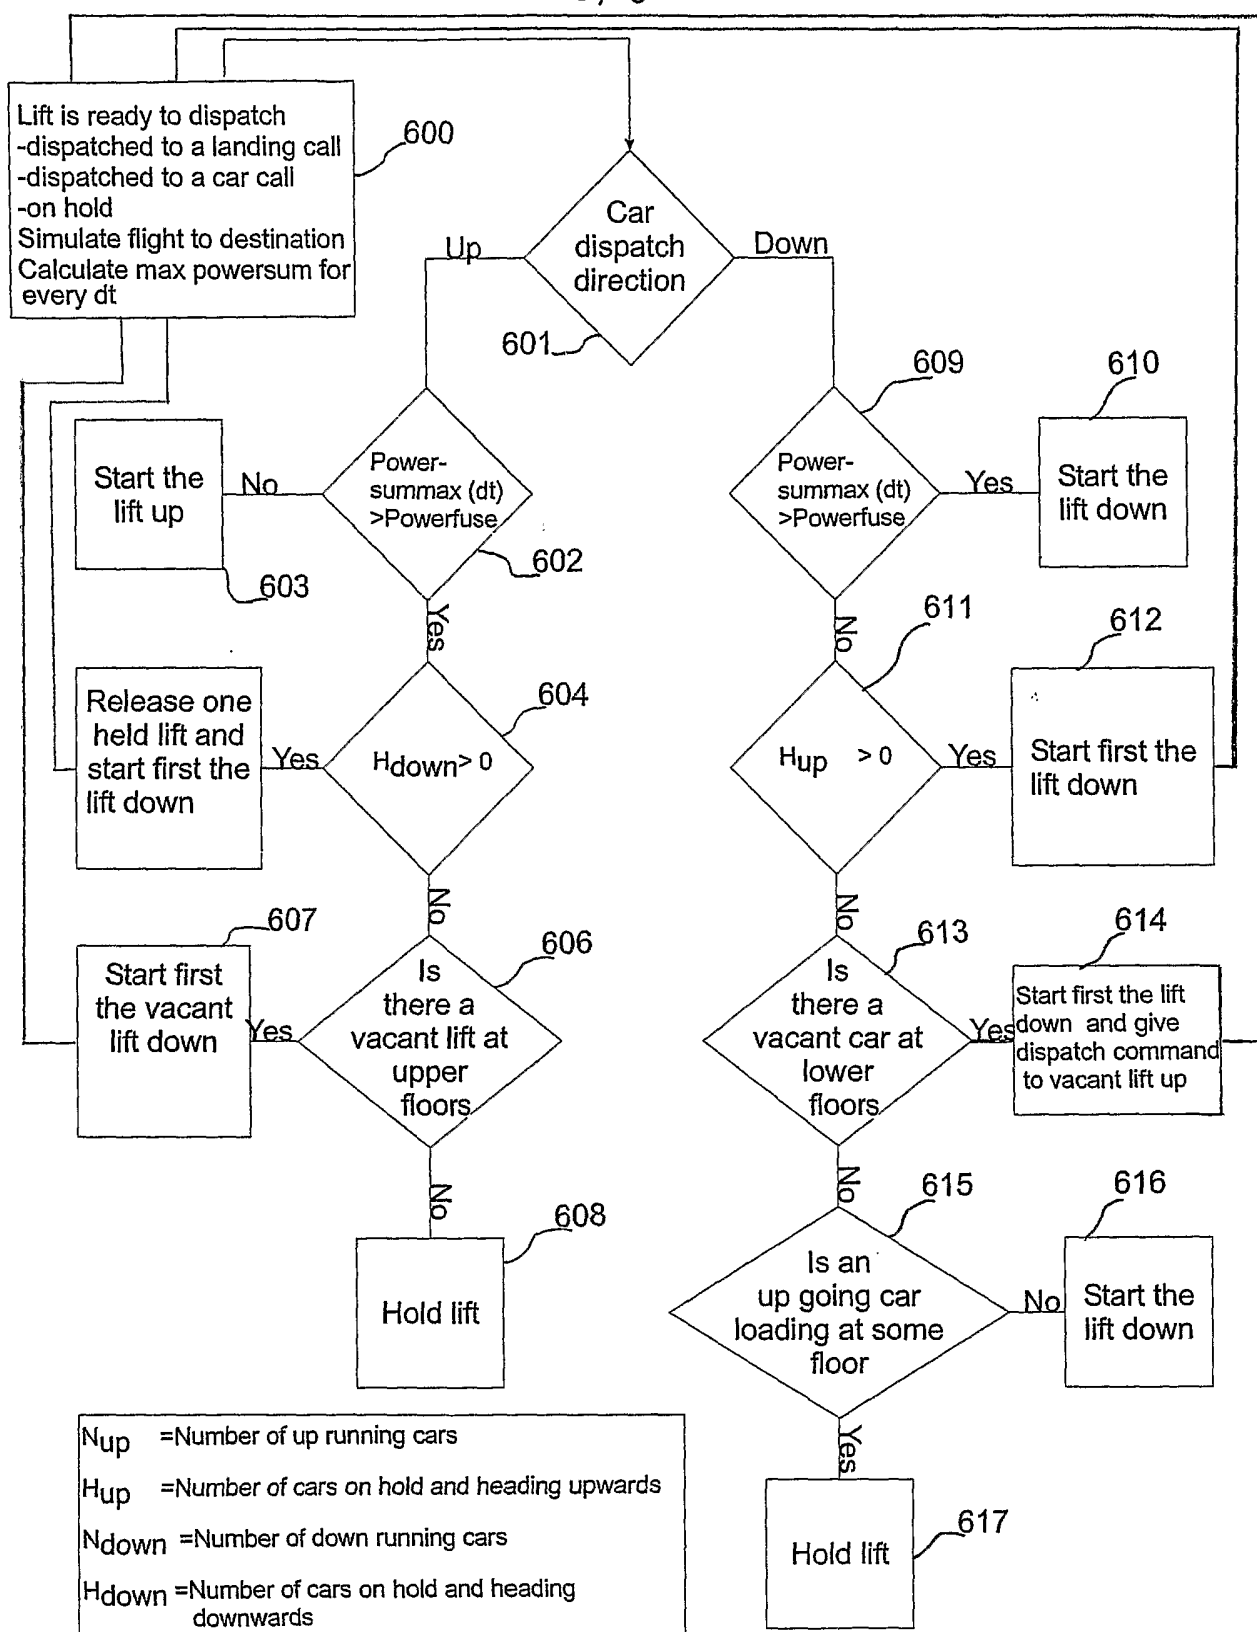 Lift is ready to dispatch
-dispatched to a landing call
-dispatched to a car call
-on hold
Simulate flight to destination
Calculate max powersum for
every dt
600
Car
dispatch
direction
601
Up
Down
Power-
summax (dt)
>Powerfuse
602
No
Start the
lift up
603
Yes
Hdown> 0
604
Yes
Release one
held lift and
start first the
lift down
No
Is
there a
vacant lift at
upper
floors
606
Yes
Start first
the vacant
lift down
607
No
Hold lift
608
Power-
summax (dt)
>Powerfuse
609
Yes
Start the
lift down
610
No
Hup > 0
611
Yes
Start first the
lift down
612
No
Is
there a
vacant car at
lower
floors
613
Yes
Start first the lift
down and give
dispatch command
to vacant lift up
614
No
Is an
up going car
loading at some
floor
615
No
Start the
lift down
616
Yes
Hold lift
617
Nup =Number of up running cars
Hup =Number of cars on hold and heading upwards
Ndown =Number of down running cars
Hdown =Number of cars on hold and heading
downwards